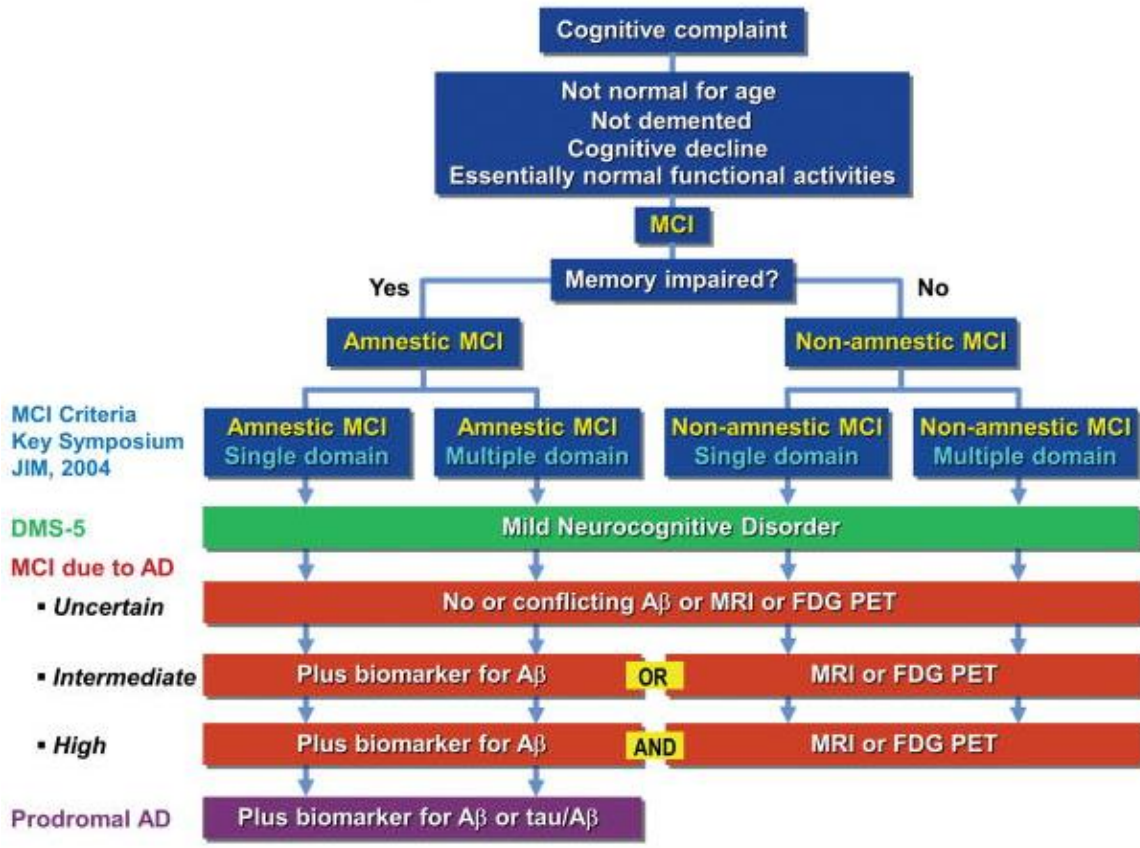 Cognitive complaint
Not normal for age
Not demented
Cognitive decline
Essentially normal functional activities
MCI
Memory impaired?
Yes
No
Amnestic MCI
Non-amnestic MCI
MCI Criteria
Key Symposium
JIM, 2004
Amnestic MCI
Single domain
Amnestic MCI
Multiple domain
Non-amnestic MCI
Single domain
Non-amnestic MCI
Multiple domain
DMS-5
Mild Neurocognitive Disorder
MCI due to AD
▪ Uncertain
No or conflicting Aβ or MRI or FDG PET
▪ Intermediate
Plus biomarker for Aβ
OR
MRI or FDG PET
▪ High
Plus biomarker for Aβ
AND
MRI or FDG PET
Prodromal AD
Plus biomarker for Aβ or tau/Aβ